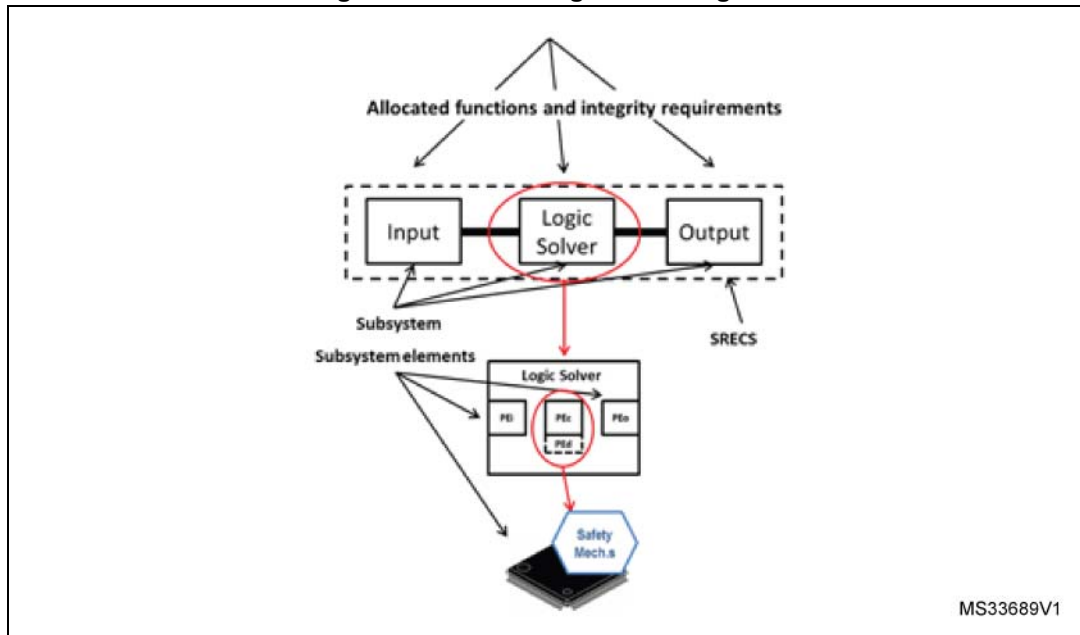 Allocated functions and integrity requirements
Input
Logic
Solver
Output
Subsystem
SRECS
Subsystem elements
Logic Solver
PEi
PEc
PEo
PEd
Safety
Mech.s
MS33689V1